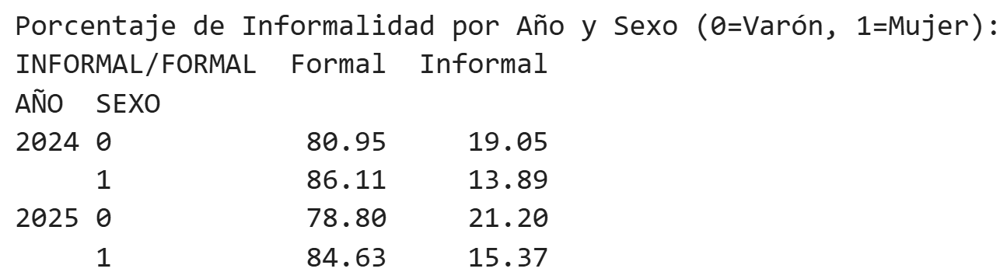 Porcentaje de Informalidad por Año y Sexo (0=Varón, 1=Mujer):
INFORMAL/FORMAL  Formal  Informal
AÑO  SEXO
2024 0            80.95     19.05
     1            86.11     13.89
2025 0            78.80     21.20
     1            84.63     15.37